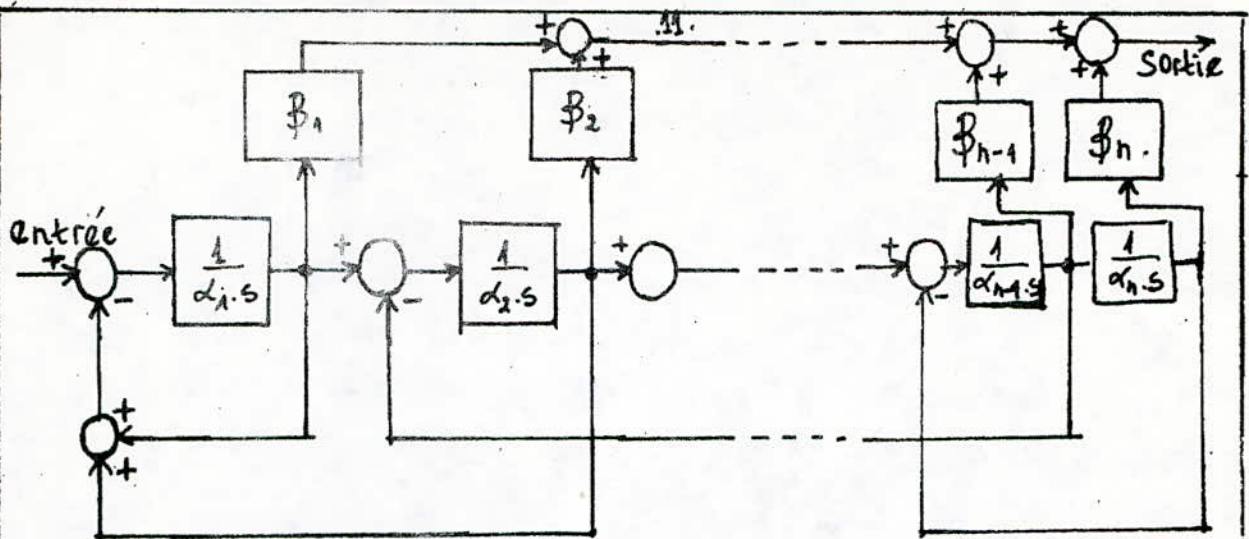 .11.
+ + + + + +
Sortie
β₁ β₂ βₙ₋₁ βₙ.
entrée
+ + + +
1/α₁.s 1/α₂.s 1/αₙ₋₁.s 1/αₙ.s
- - -
+
+